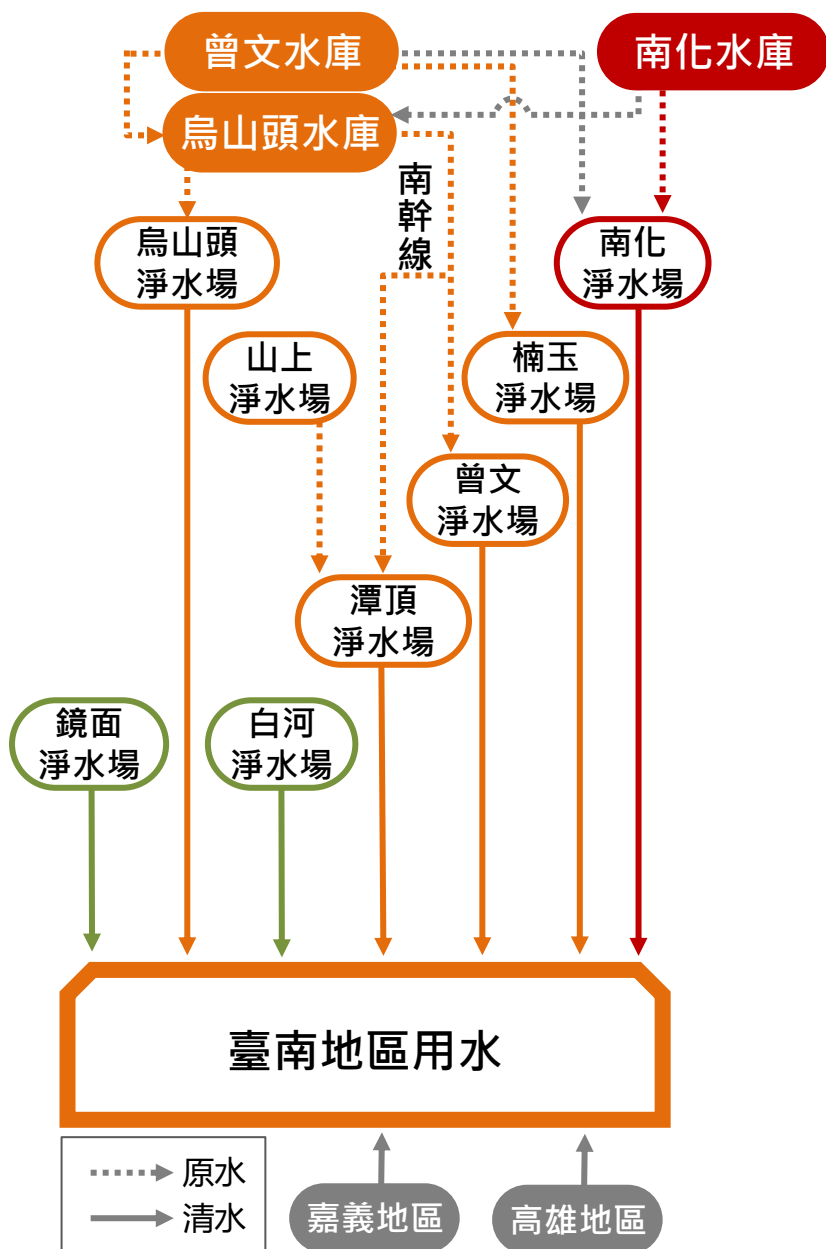 曾文水庫
南化水庫
烏山頭水庫
南幹線
烏山頭
淨水場
南化
淨水場
山上
淨水場
楠玉
淨水場
曾文
淨水場
潭頂
淨水場
鏡面
淨水場
白河
淨水場
臺南地區用水
原水
清水
嘉義地區
高雄地區